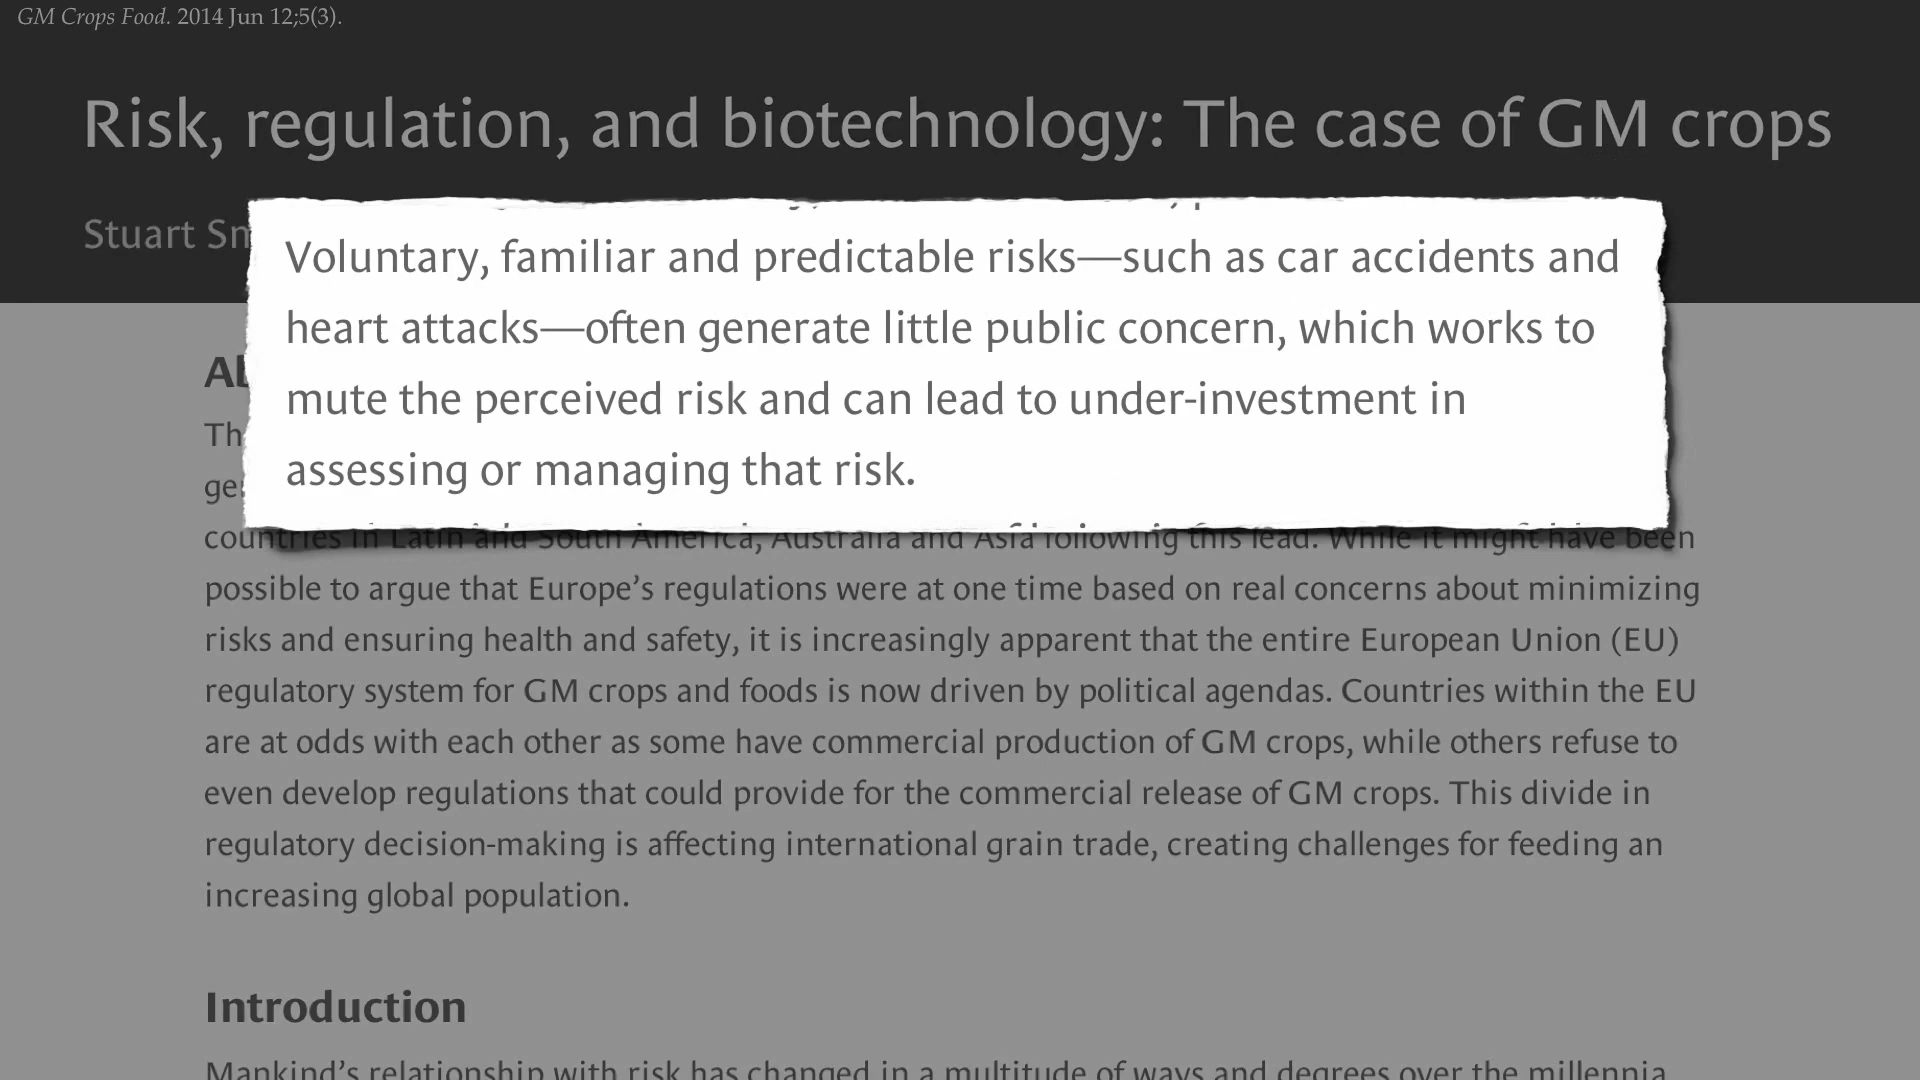 GM Crops Food. 2014 Jun 12;5(3).
Risk, regulation, and biotechnology: The case of GM crops
Stuart
Voluntary, familiar and predictable risks—such as car accidents and
heart attacks—often generate little public concern, which works to
mute the perceived risk and can lead to under-investment in
assessing or managing that risk.
countries in Latin and South America, Australia and Asia following this lead. While it might have been
possible to argue that Europe’s regulations were at one time based on real concerns about minimizing
risks and ensuring health and safety, it is increasingly apparent that the entire European Union (EU)
regulatory system for GM crops and foods is now driven by political agendas. Countries within the EU
are at odds with each other as some have commercial production of GM crops, while others refuse to
even develop regulations that could provide for the commercial release of GM crops. This divide in
regulatory decision-making is affecting international grain trade, creating challenges for feeding an
increasing global population.
Introduction
Mankind’s relationship with risk has changed in a multitude of ways and degrees over the millennia